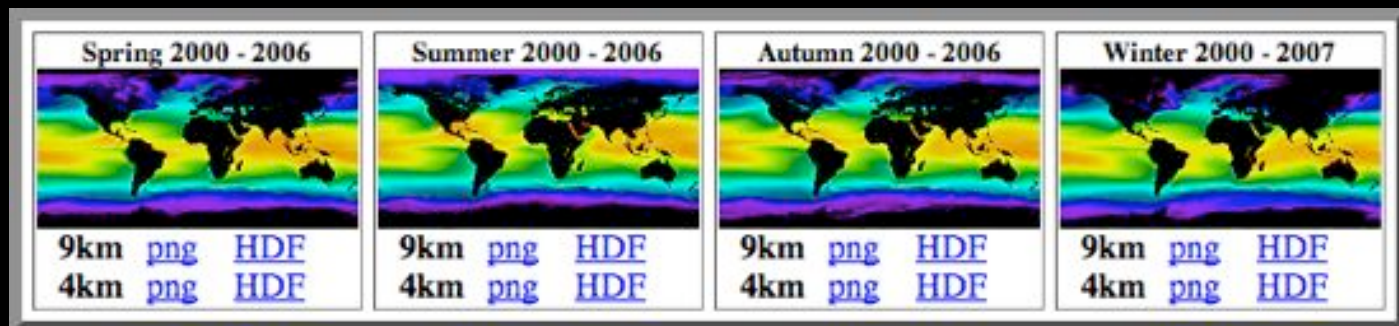 Spring 2000 - 2006
9km png HDF
4km png HDF
Summer 2000 - 2006
9km png HDF
4km png HDF
Autumn 2000 - 2006
9km png HDF
4km png HDF
Winter 2000 - 2007
9km png HDF
4km png HDF